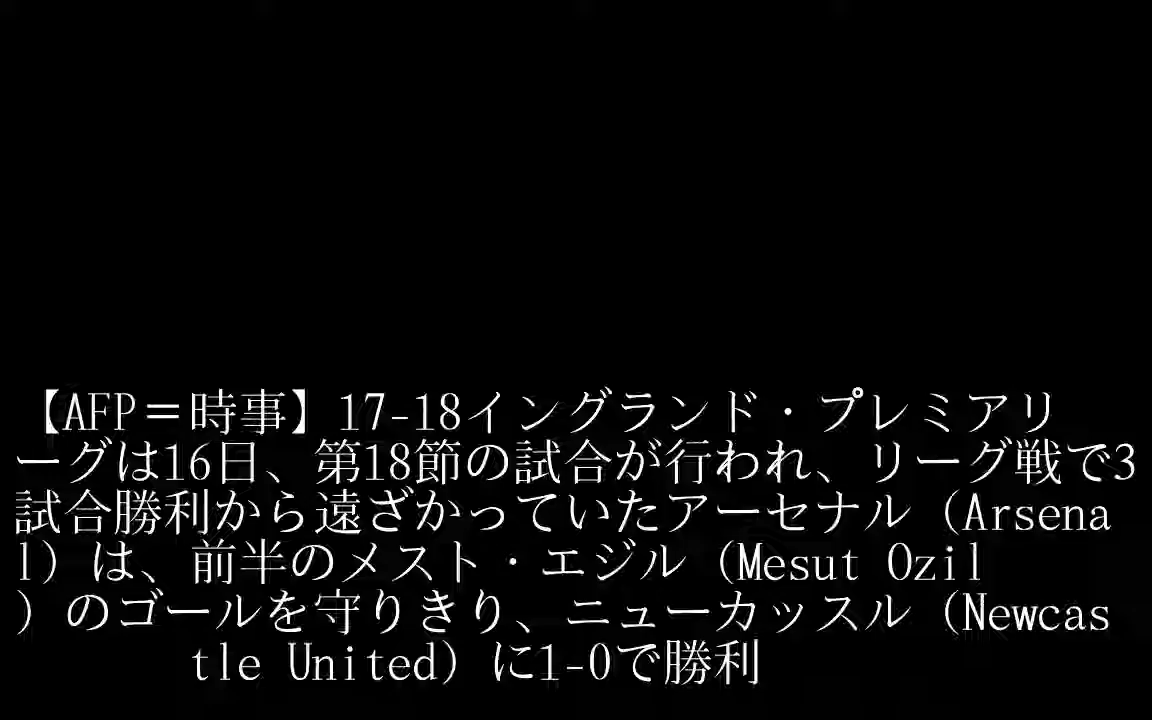 【AFP＝時事】17-18イングランド・プレミアリ
ーグは16日、第18節の試合が行われ、リーグ戦で3
試合勝利から遠ざかっていたアーセナル（Arsena
l）は、前半のメスト・エジル（Mesut Ozil
）のゴールを守りきり、ニューカッスル（Newcas
tle United）に1-0で勝利